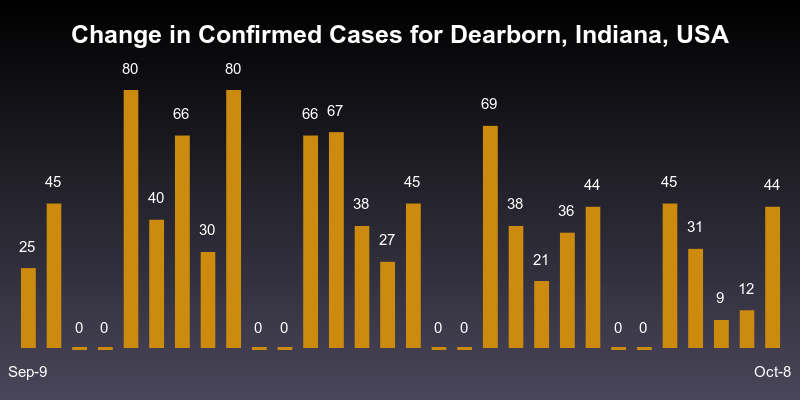 Change in Confirmed Cases for Dearborn, Indiana, USA
25 45 0 0 80 40 66 30 80 0 0 66 67 38 27 45 0 0 69 38 21 36 44 0 0 45 31 9 12 44
Sep-9 Oct-8